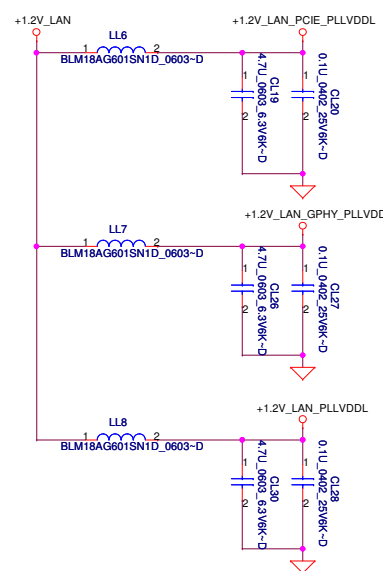 +1.2V_LAN
+1.2V_LAN_PCIE_PLLVDDL
LL6
1 2
BLM18AG601SN1D_0603~D
1
2
CL19
4.7U_0603_6.3V6K~D
1
2
CL20
0.1U_0402_25V6K~D
+1.2V_LAN_GPHY_PLLVDD
LL7
1 2
BLM18AG601SN1D_0603~D
1
2
CL26
4.7U_0603_6.3V6K~D
1
2
CL27
0.1U_0402_25V6K~D
+1.2V_LAN_PLLVDDL
LL8
1 2
BLM18AG601SN1D_0603~D
1
2
CL30
4.7U_0603_6.3V6K~D
1
2
CL28
0.1U_0402_25V6K~D